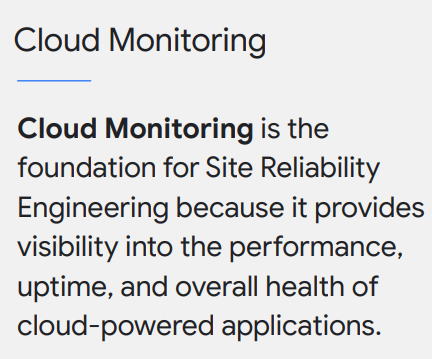 Cloud Monitoring
Cloud Monitoring is the
foundation for Site Reliability
Engineering because it provides
visibility into the performance,
uptime, and overall health of
cloud-powered applications.